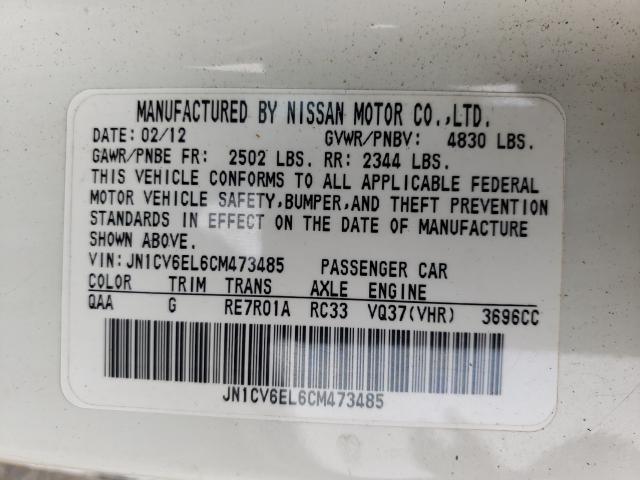 MANUFACTURED BY NISSAN MOTOR CO.,LTD.
DATE: 02/12 GVWR/PNBV: 4830 LBS.
GAWR/PNBE FR: 2502 LBS. RR: 2344 LBS.
THIS VEHICLE CONFORMS TO ALL APPLICABLE FEDERAL
MOTOR VEHICLE SAFETY,BUMPER,AND THEFT PREVENTION
STANDARDS IN EFFECT ON THE DATE OF MANUFACTURE
SHOWN ABOVE.
VIN:JN1CV6EL6CM473485 PASSENGER CAR
COLOR TRIM TRANS AXLE ENGINE
QAA G RE7R01A RC33 VQ37(VHR) 3696CC
JN1CV6EL6CM473485